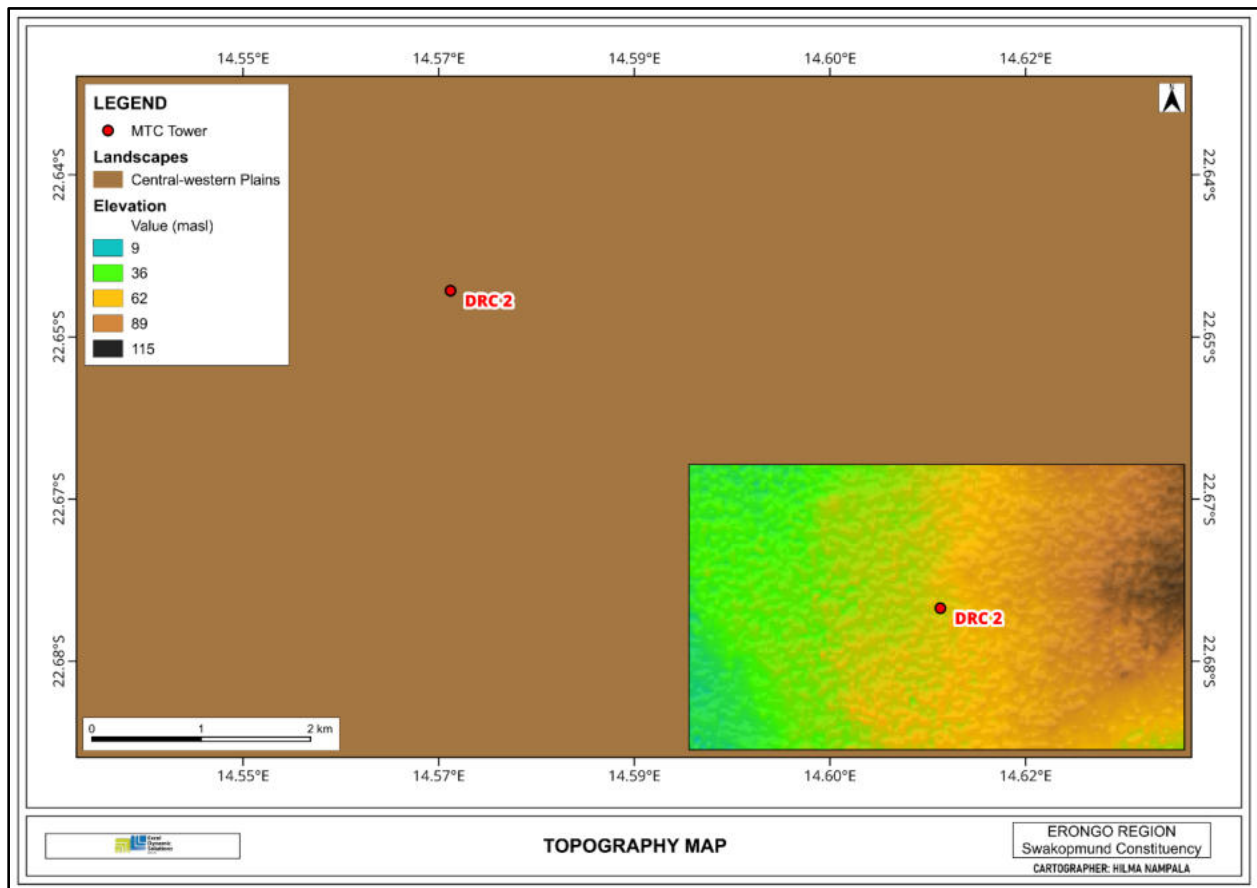 14.55°E 14.57°E 14.59°E 14.60°E 14.62°E
LEGEND
MTC Tower
Landscapes
Central-western Plains
Elevation
Value (masl)
9
36
62
89
115
N
22.64°S
22.65°S
22.67°S
22.68°S
22.64°S
22.65°S
22.67°S
22.68°S
DRC 2
DRC 2
0 1 2 km
14.55°E 14.57°E 14.59°E 14.60°E 14.62°E
Excel
Dynamic
Solutions
TOPOGRAPHY MAP
ERONGO REGION
Swakopmund Constituency
CARTOGRAPHER: HILMA NAMPALA